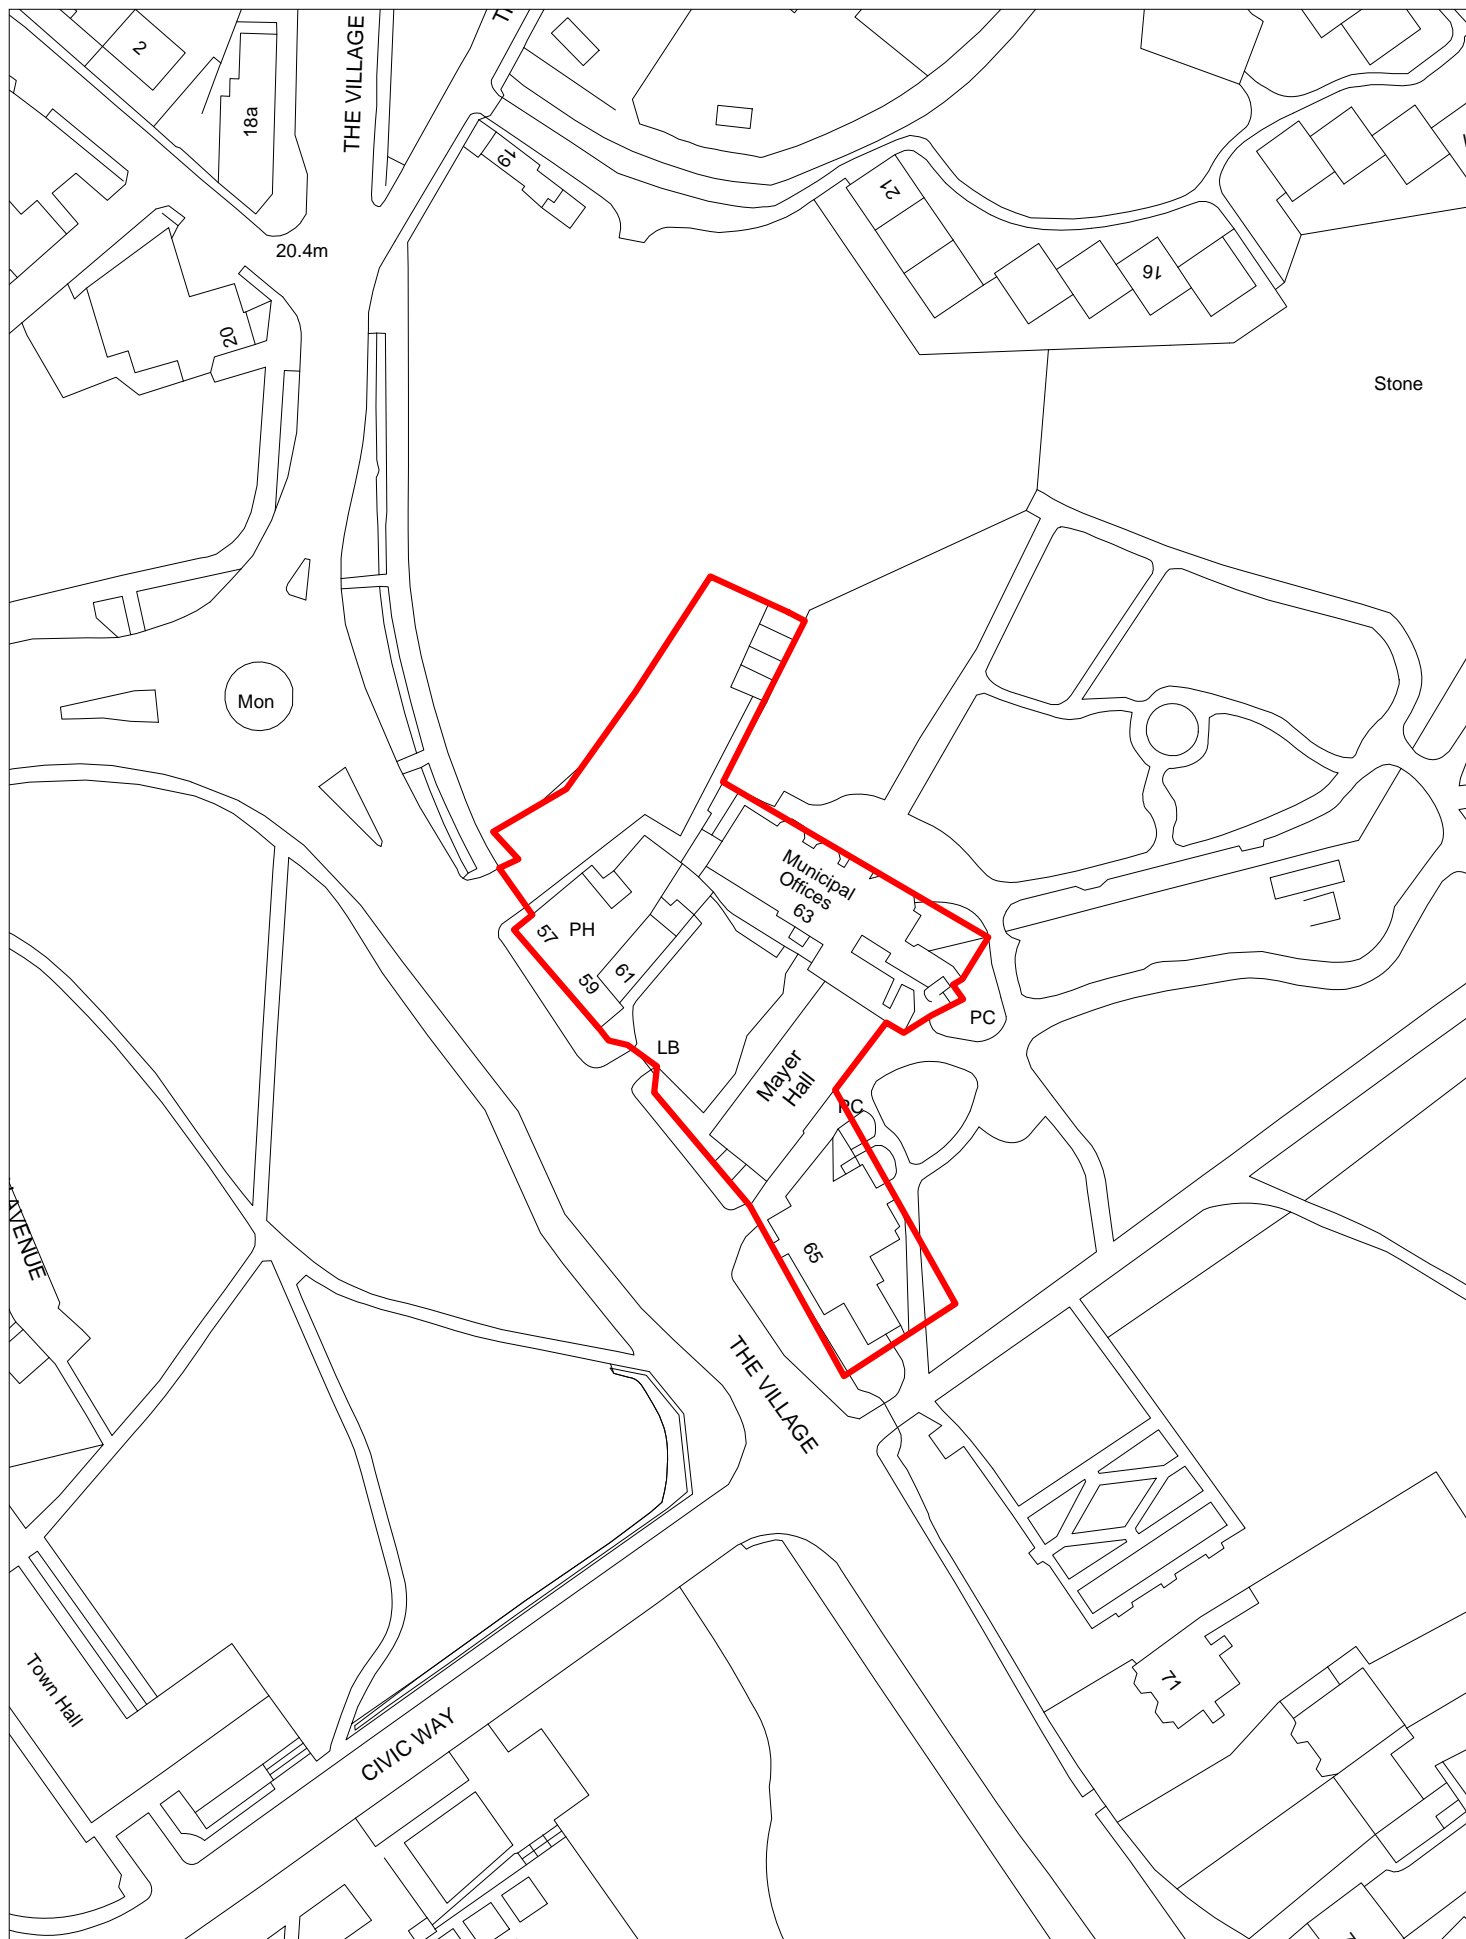 2
18a
THE VILLAGE
19
21
16
20.4m
20
Stone
Mon
Municipal
Offices
63
PH
57
59
61
LB
PC
Mayer
Hall
PC
65
AVENUE
THE VILLAGE
71
Town Hall
CIVIC WAY